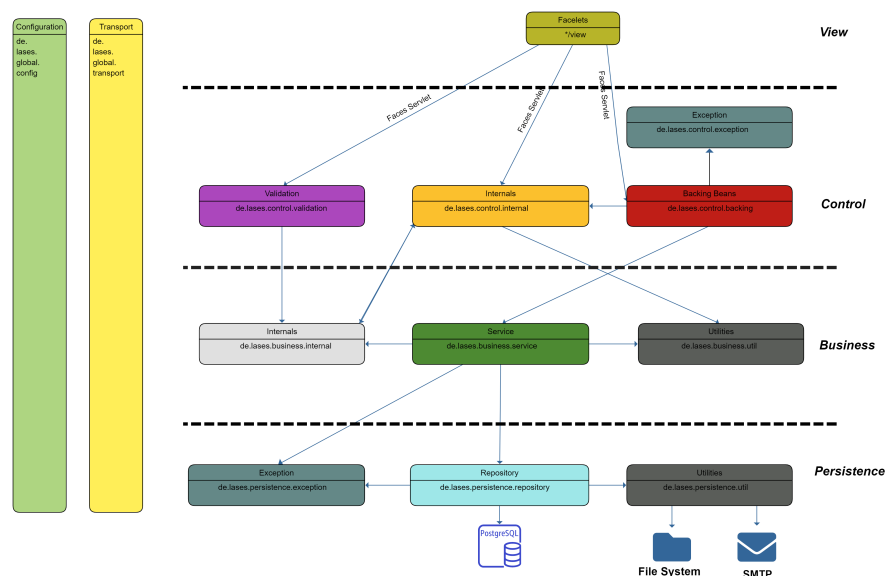 Configuration
de.
lases.
global.
config
Transport
de.
lases.
global.
transport
Facelets
*/view
View
Faces Servlet
Faces Servlet
Faces Servlet
Exception
de.lases.control.exception
Validation
de.lases.control.validation
Internals
de.lases.control.internal
Backing Beans
de.lases.control.backing
Control
Internals
de.lases.business.internal
Service
de.lases.business.service
Utilities
de.lases.business.util
Business
Exception
de.lases.persistence.exception
Repository
de.lases.persistence.repository
Utilities
de.lases.persistence.util
Persistence
PostgreSQL
File System
SMTP